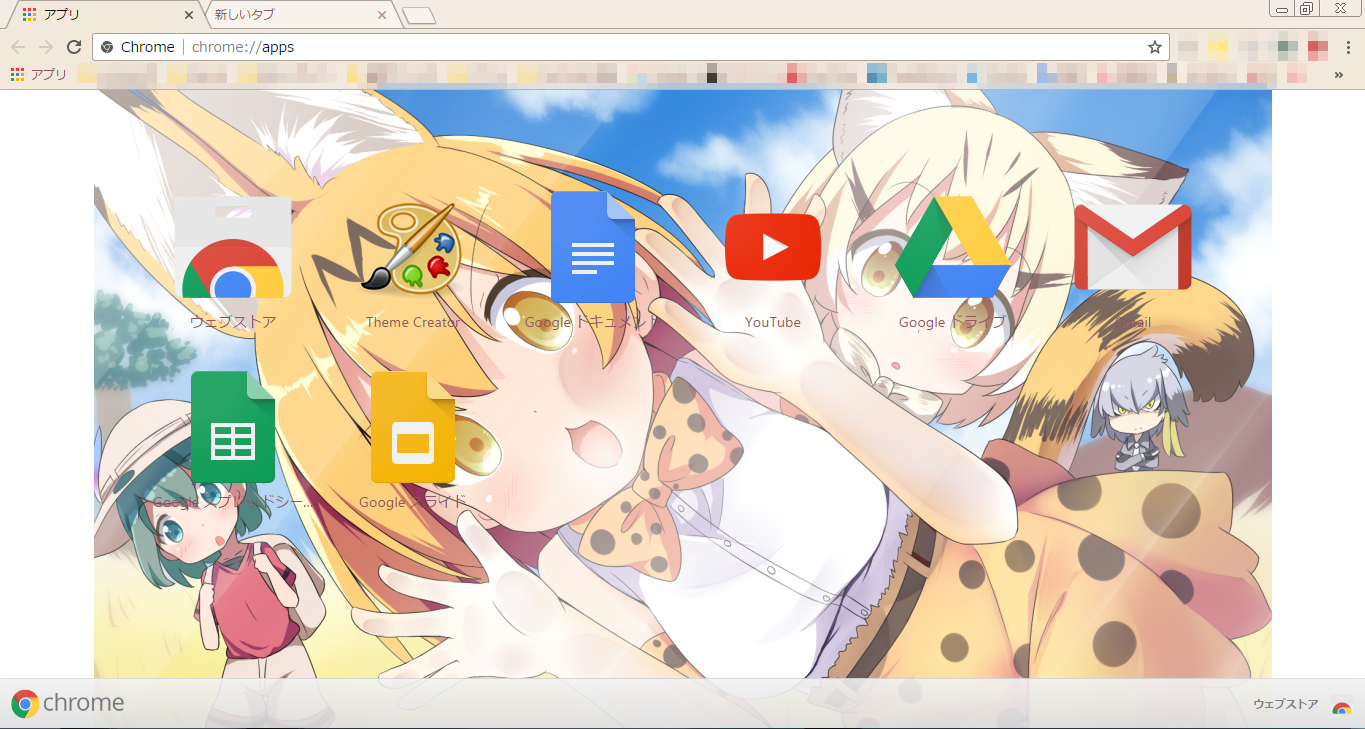 アプリ
新しいタブ
Chrome
chrome://apps
アプリ
»
ウェブストア
Theme Creator
Google ドキュメント
YouTube
Google ドライブ
Gmail
Google スプレッドシー...
Google スライド
chrome
ウェブストア